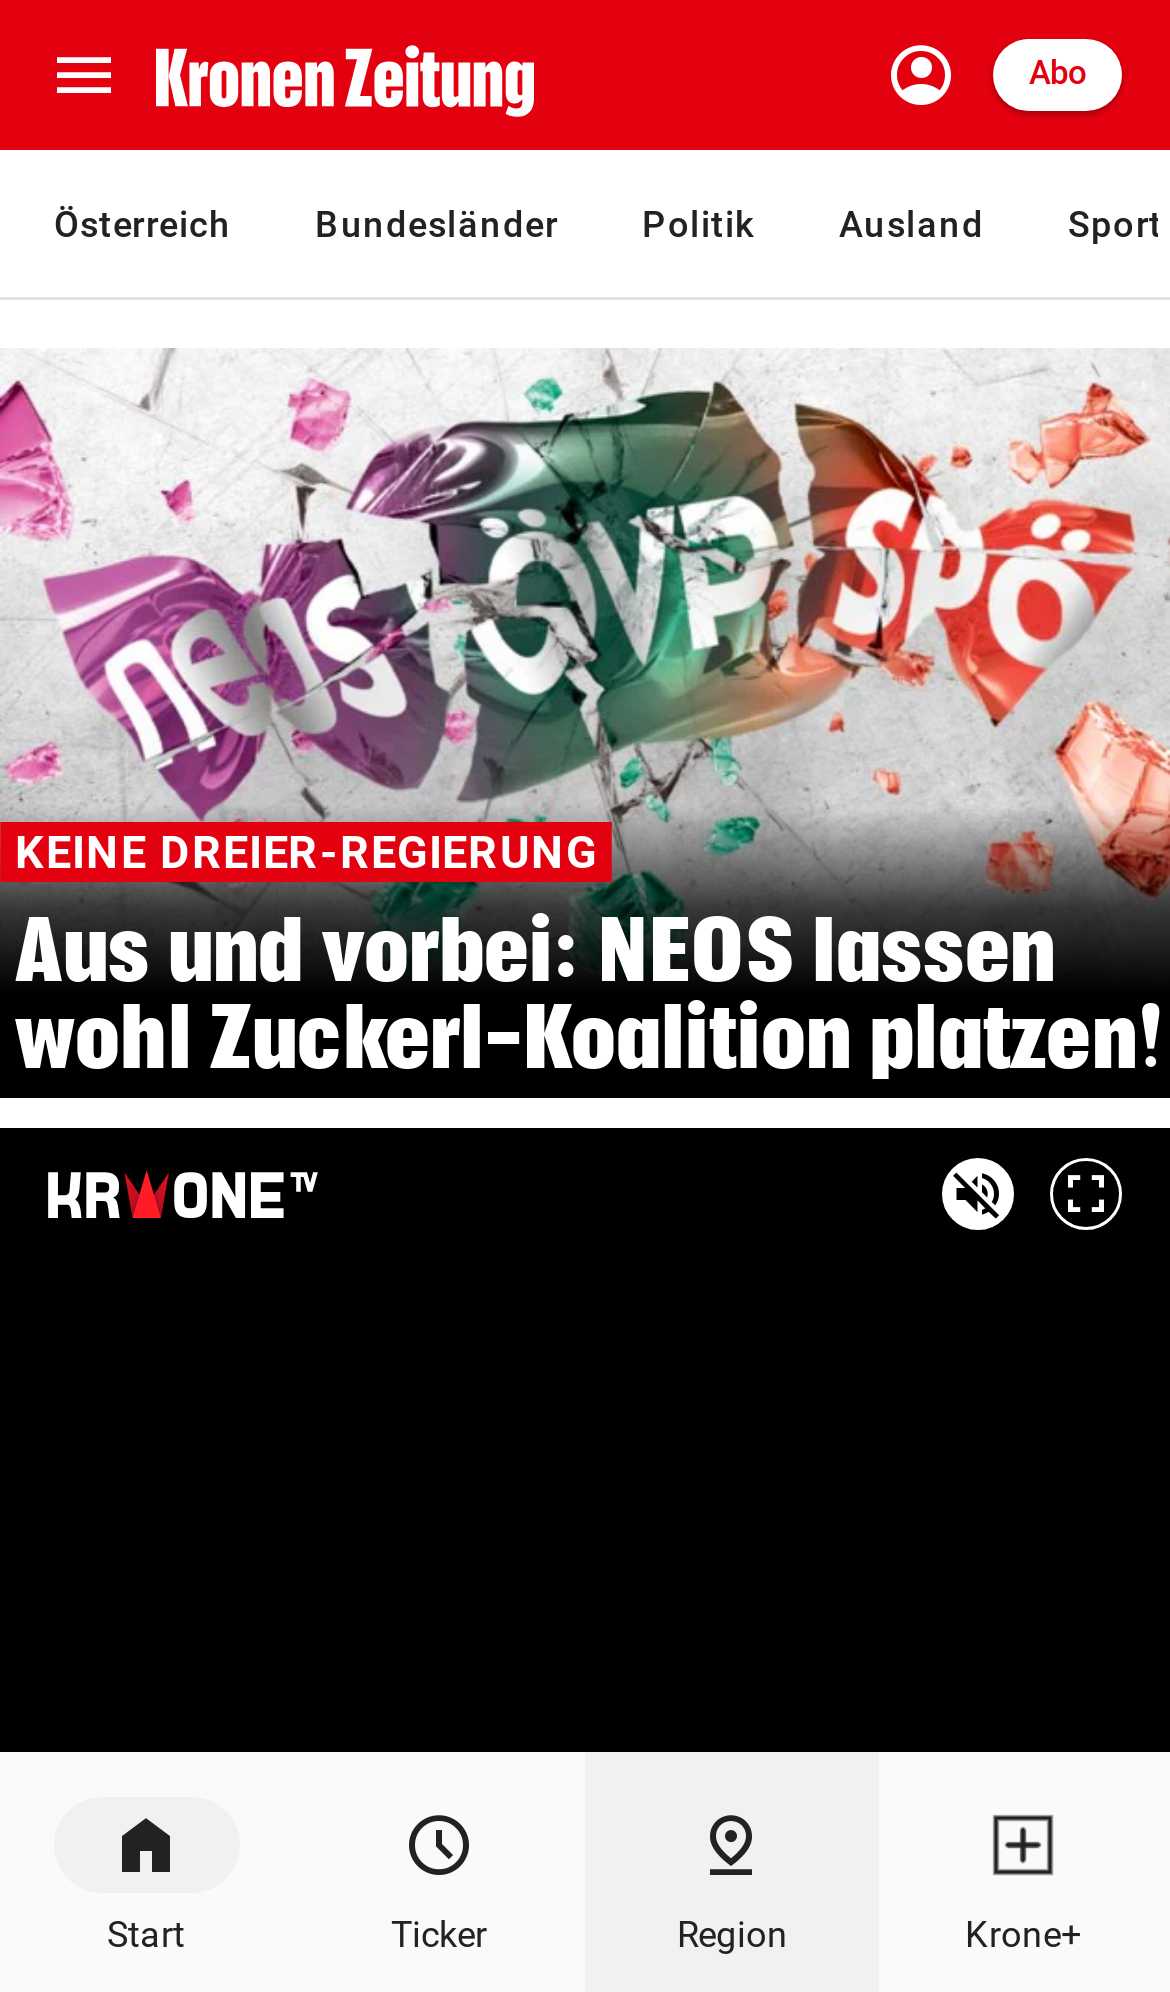 Kronen Zeitung
Abo
Österreich Bundesländer Politik Ausland Sport
neos ÖVP SPÖ
KEINE DREIER-REGIERUNG
Aus und vorbei: NEOS lassen
wohl Zuckerl-Koalition platzen!
KRONE TV
Start Ticker Region Krone+